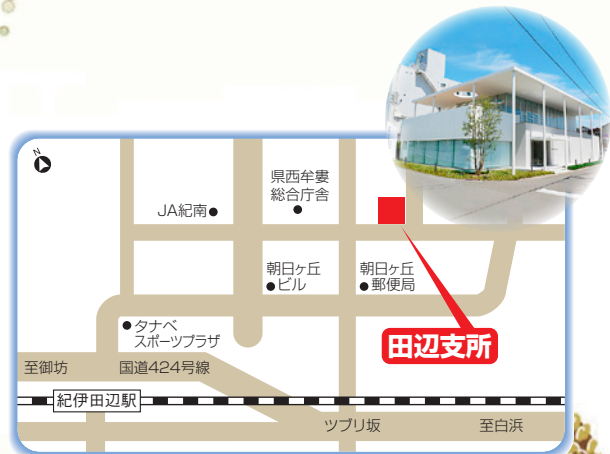 N
県西牟婁
総合庁舎
JA紀南
朝日ヶ丘
ビル
朝日ヶ丘
郵便局
タナベ
スポーツプラザ
田辺支所
至御坊
国道424号線
紀伊田辺駅
ツブリ坂
至白浜